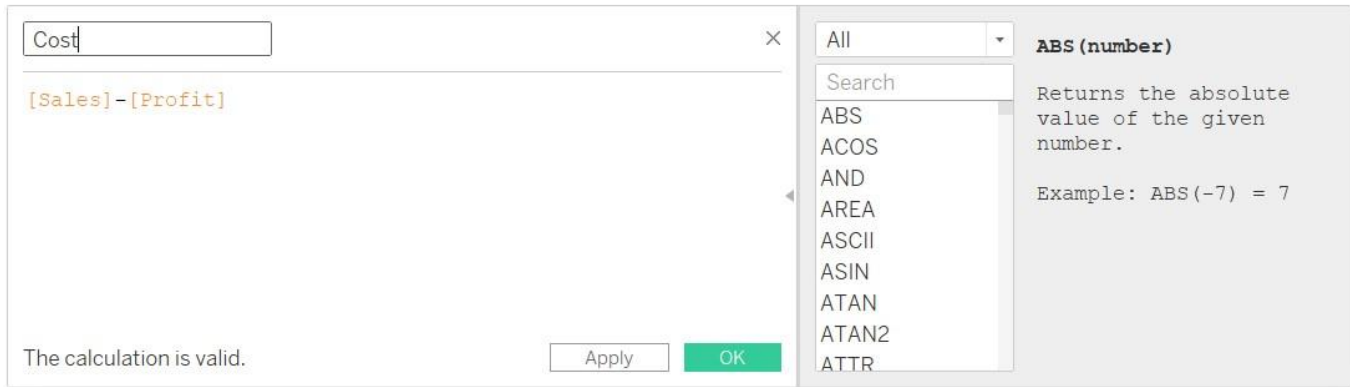 Cost
[Sales]-[Profit]
The calculation is valid.
Apply
OK
All
Search
ABS
ACOS
AND
AREA
ASCII
ASIN
ATAN
ATAN2
ATTR
ABS(number)
Returns the absolute
value of the given
number.
Example: ABS(-7) = 7